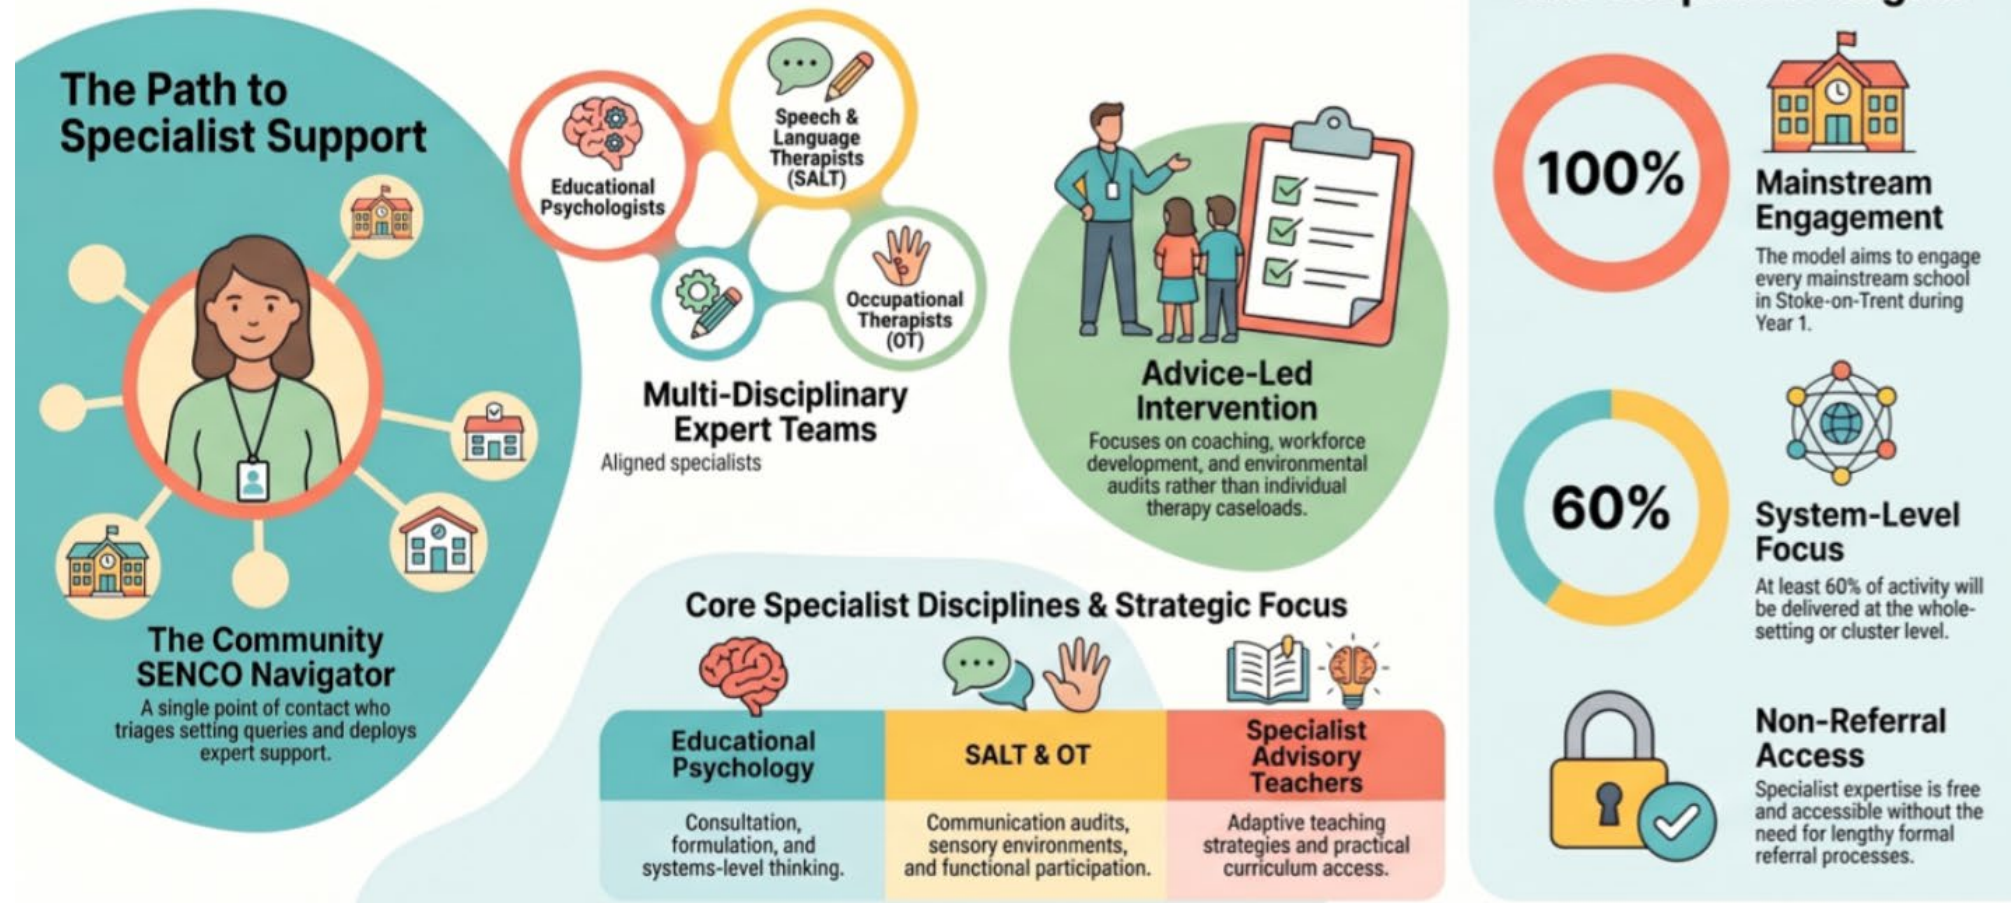 The Path to
Specialist Support
The Community
SENCO Navigator
A single point of contact who
triages setting queries and deploys
expert support.
Educational
Psychologists
Speech &
Language
Therapists
(SALT)
Occupational
Therapists
(OT)
Multi-Disciplinary
Expert Teams
Aligned specialists
Advice-Led
Intervention
Focuses on coaching, workforce
development, and environmental
audits rather than individual
therapy caseloads.
Core Specialist Disciplines & Strategic Focus
Educational
Psychology
Consultation,
formulation, and
systems-level thinking.
SALT & OT
Communication audits,
sensory environments,
and functional participation.
Specialist
Advisory
Teachers
Adaptive teaching
strategies and practical
curriculum access.
100%
Mainstream
Engagement
The model aims to engage
every mainstream school
in Stoke-on-Trent during
Year 1.
60%
System-Level
Focus
At least 60% of activity will
be delivered at the whole-
setting or cluster level.
Non-Referral
Access
Specialist expertise is free
and accessible without the
need for lengthy formal
referral processes.